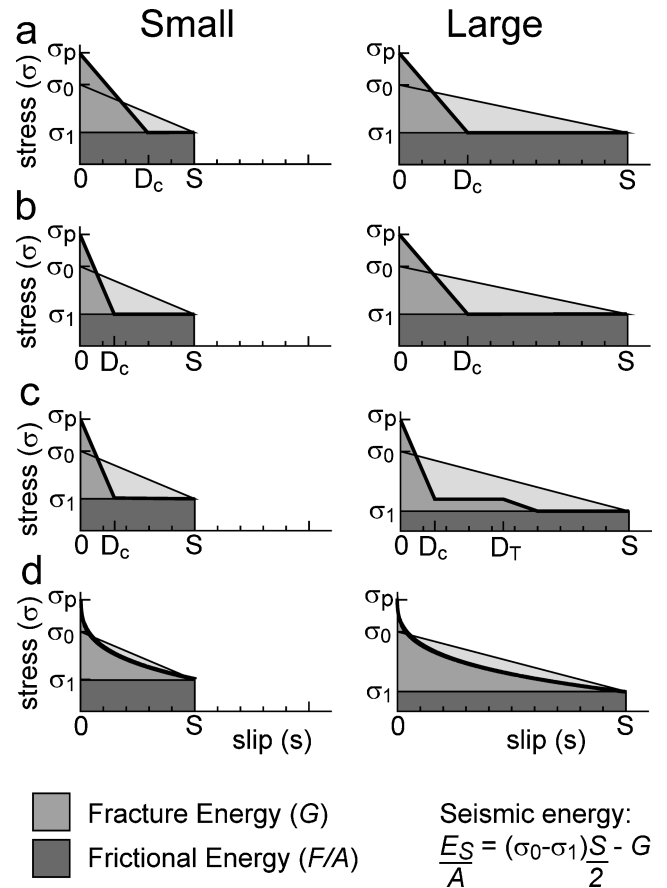 Small Large
a
σp
σ0
σ1
stress (σ)
0 Dc S
σp
σ0
σ1
0 Dc S
b
σp
σ0
σ1
stress (σ)
0 Dc S
σp
σ0
σ1
0 Dc S
c
σp
σ0
σ1
stress (σ)
0 Dc S
σp
σ0
σ1
0 Dc DT S
d
σp
σ0
σ1
stress (σ)
0 S
slip (s)
σp
σ0
σ1
0 S
slip (s)
Fracture Energy (G)
Frictional Energy (F/A)
Seismic energy:
ES/A = (σ0-σ1)S/2 - G